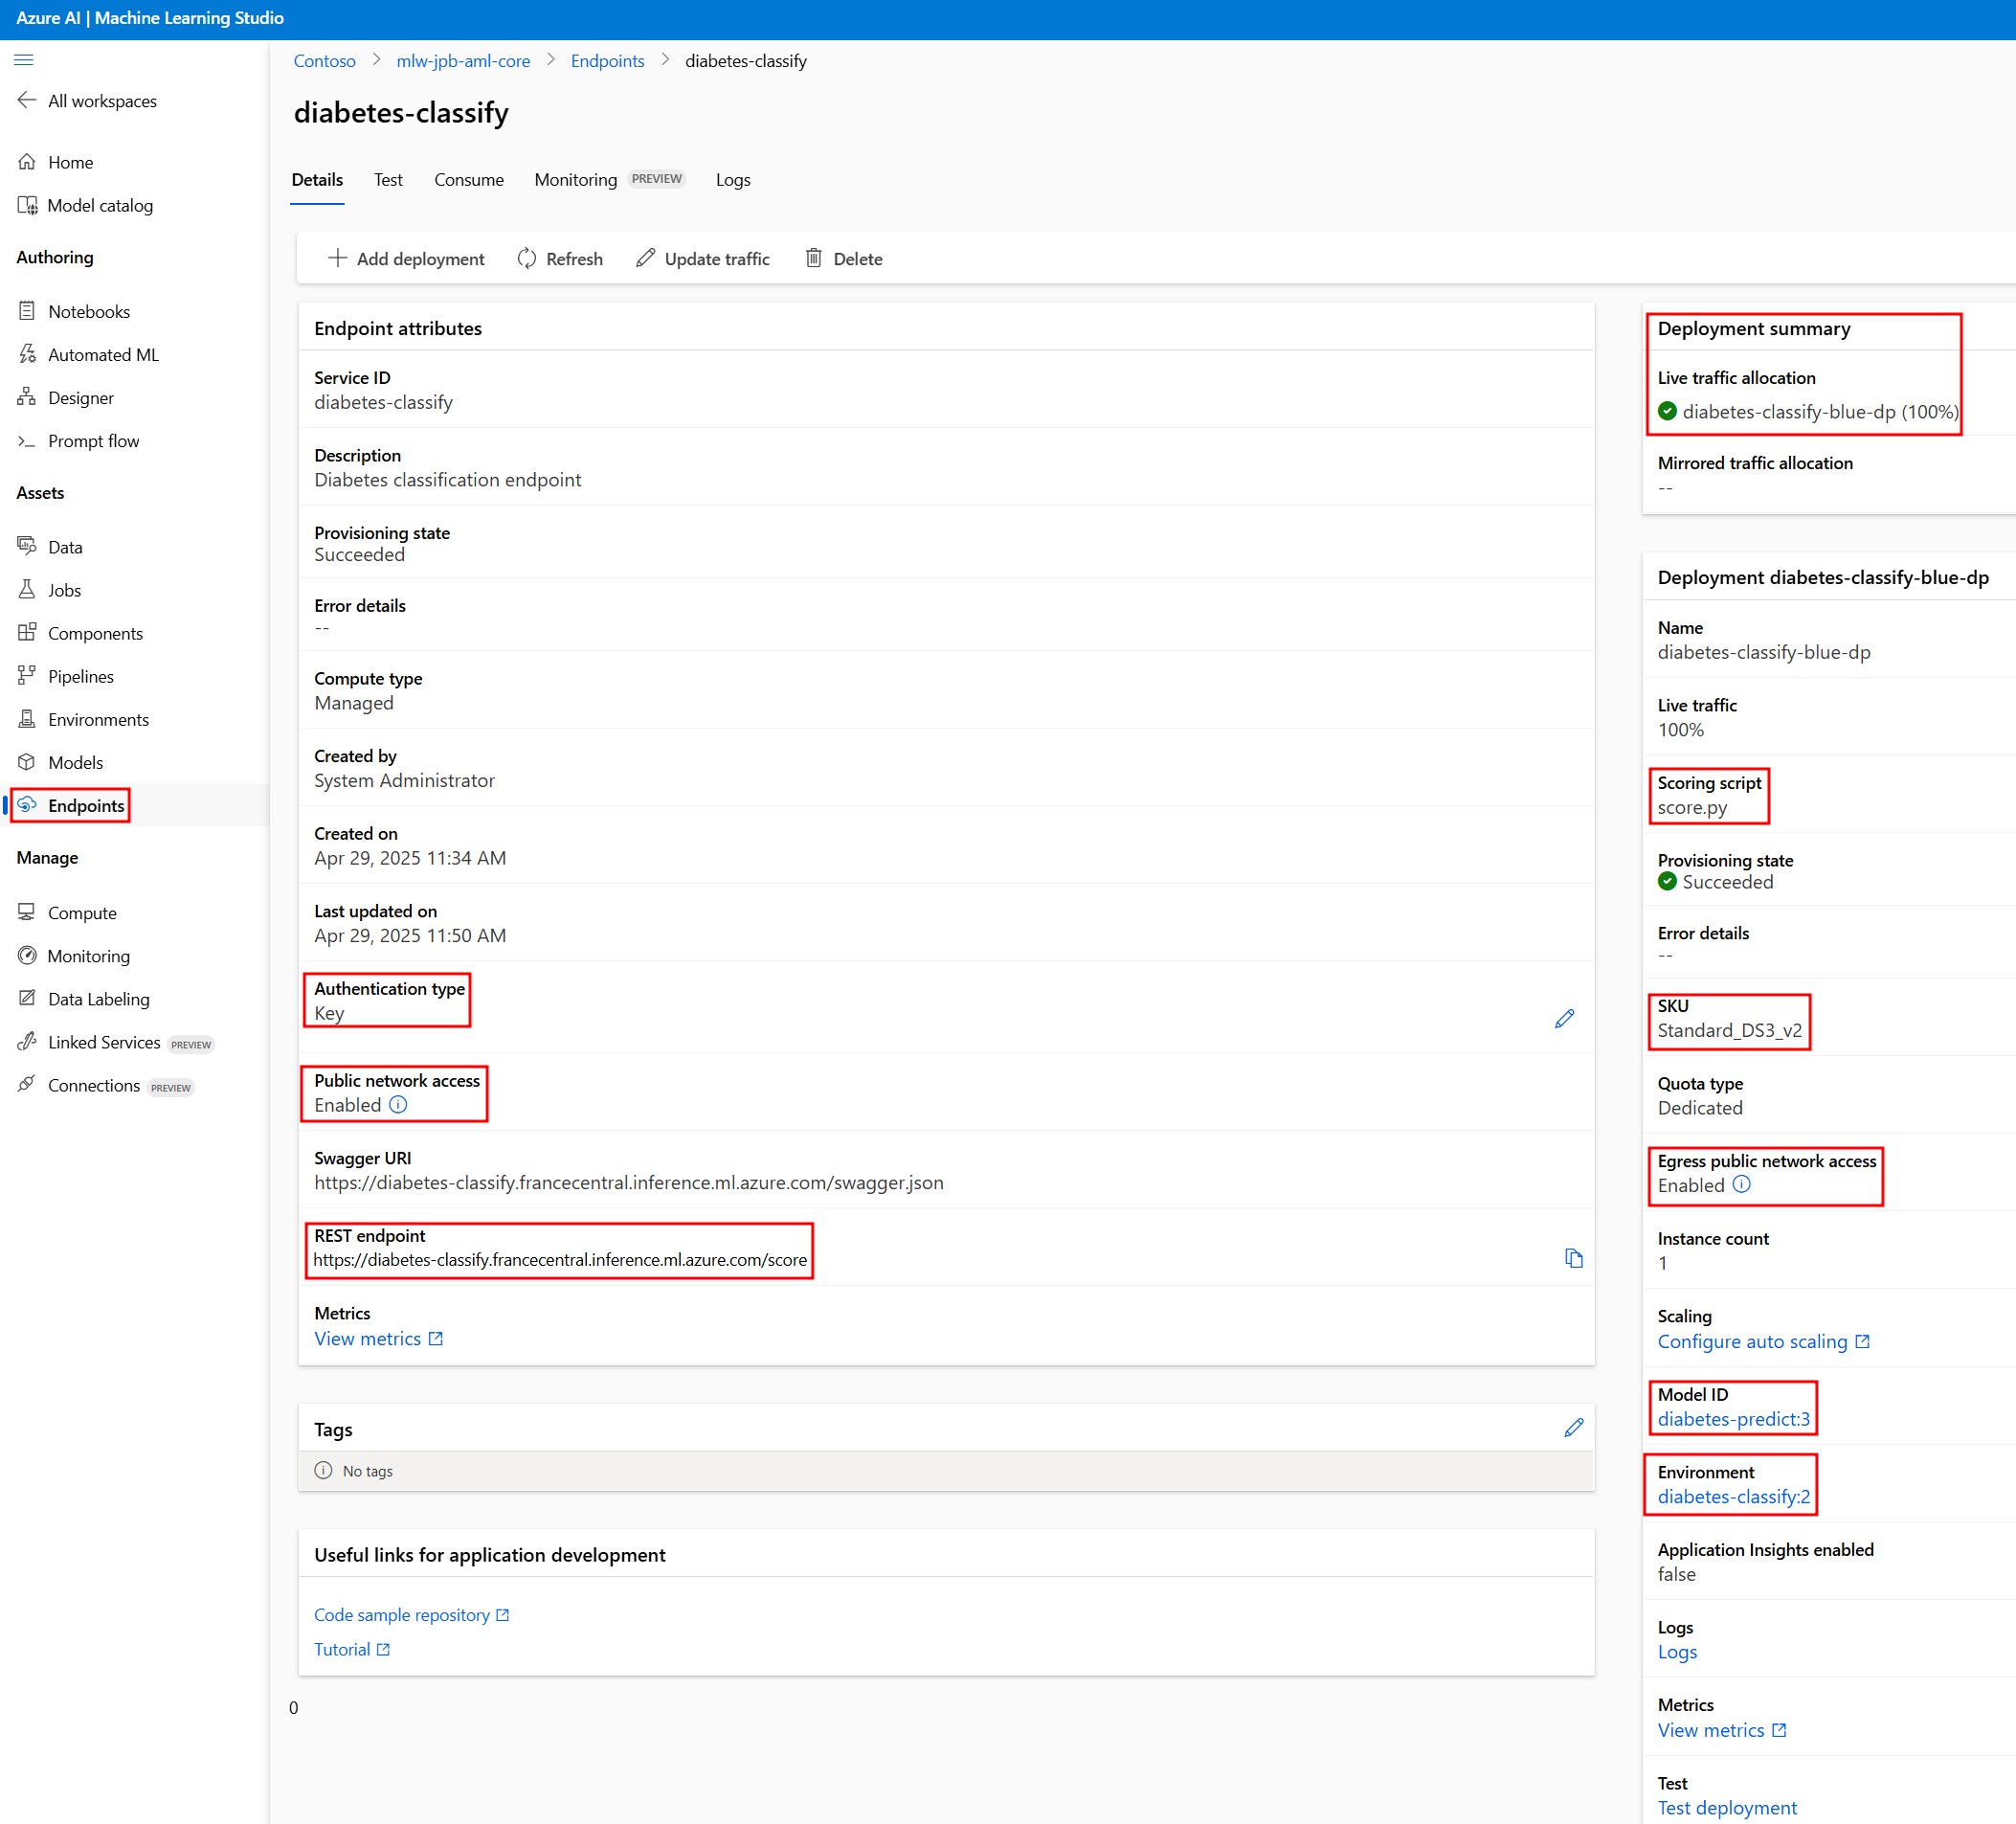 Azure AI | Machine Learning Studio
All workspaces
Home
Model catalog
Authoring
Notebooks
Automated ML
Designer
Prompt flow
Assets
Data
Jobs
Components
Pipelines
Environments
Models
Endpoints
Manage
Compute
Monitoring
Data Labeling
Linked Services PREVIEW
Connections PREVIEW
Contoso > mlw-jpb-aml-core > Endpoints > diabetes-classify
diabetes-classify
Details Test Consume Monitoring PREVIEW Logs
Add deployment Refresh Update traffic Delete
Endpoint attributes
Service ID
diabetes-classify
Description
Diabetes classification endpoint
Provisioning state
Succeeded
Error details
--
Compute type
Managed
Created by
System Administrator
Created on
Apr 29, 2025 11:34 AM
Last updated on
Apr 29, 2025 11:50 AM
Authentication type
Key
Public network access
Enabled
Swagger URI
https://diabetes-classify.francecentral.inference.ml.azure.com/swagger.json
REST endpoint
https://diabetes-classify.francecentral.inference.ml.azure.com/score
Metrics
View metrics
Tags
No tags
Useful links for application development
Code sample repository
Tutorial
0
Deployment summary
Live traffic allocation
diabetes-classify-blue-dp (100%)
Mirrored traffic allocation
--
Deployment diabetes-classify-blue-dp
Name
diabetes-classify-blue-dp
Live traffic
100%
Scoring script
score.py
Provisioning state
Succeeded
Error details
--
SKU
Standard_DS3_v2
Quota type
Dedicated
Egress public network access
Enabled
Instance count
1
Scaling
Configure auto scaling
Model ID
diabetes-predict:3
Environment
diabetes-classify:2
Application Insights enabled
false
Logs
Logs
Metrics
View metrics
Test
Test deployment